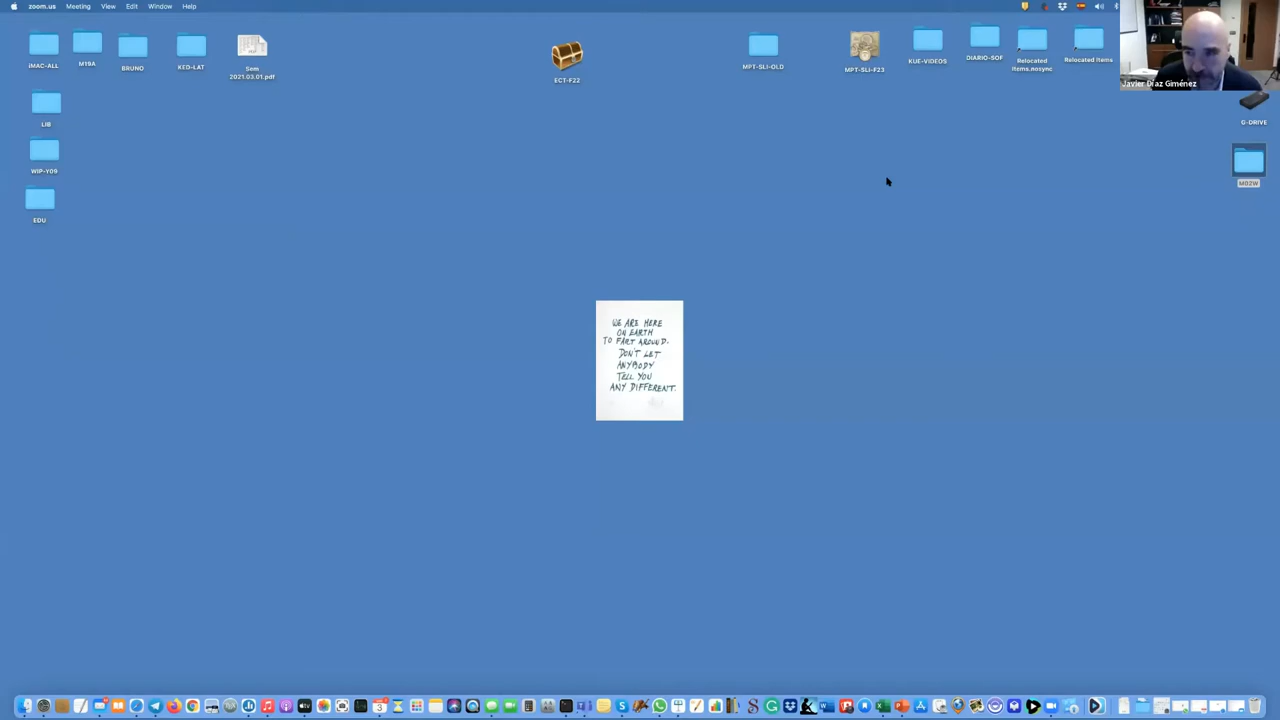 zoom.us Meeting View Edit Window Help
iMAC-ALL
M19A
BRUNO
KED-LAT
Sem
2021.03.01.pdf
ECT-F22
MPT-SLI-OLD
MPT-SLI-F23
KUE-VIDEOS
DIARIO-SOF
Relocated
Items.nosync
Relocated Items
Javier Díaz Giménez
LIB
G-DRIVE
WIP-Y09
M02W
EDU
WE ARE HERE
ON EARTH
TO FART AROUND.
DON'T LET
ANYBODY
TELL YOU
ANY DIFFERENT.